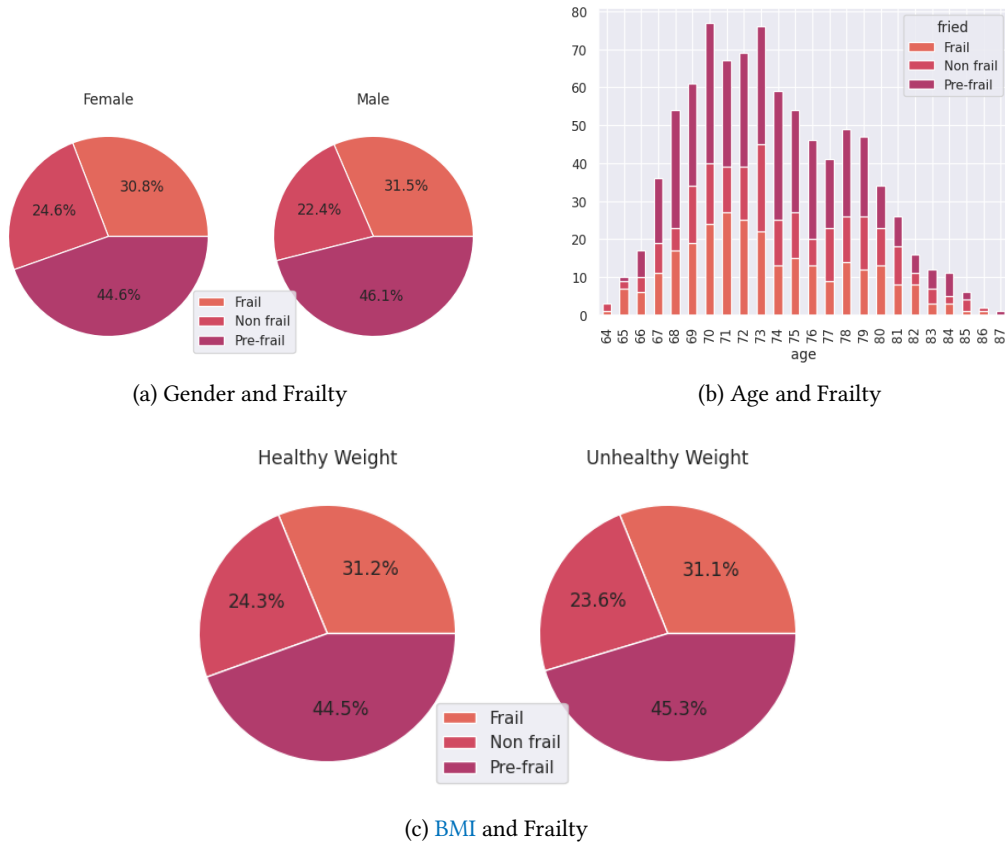 Female
Male
30.8%
24.6%
44.6%
31.5%
22.4%
46.1%
Frail
Non frail
Pre-frail
(a) Gender and Frailty
80
70
60
50
40
30
20
10
0
fried
Frail
Non frail
Pre-frail
64 65 66 67 68 69 70 71 72 73 74 75 76 77 78 79 80 81 82 83 84 85 86 87
age
(b) Age and Frailty
Healthy Weight
Unhealthy Weight
31.2%
24.3%
44.5%
31.1%
23.6%
45.3%
Frail
Non frail
Pre-frail
(c) BMI and Frailty